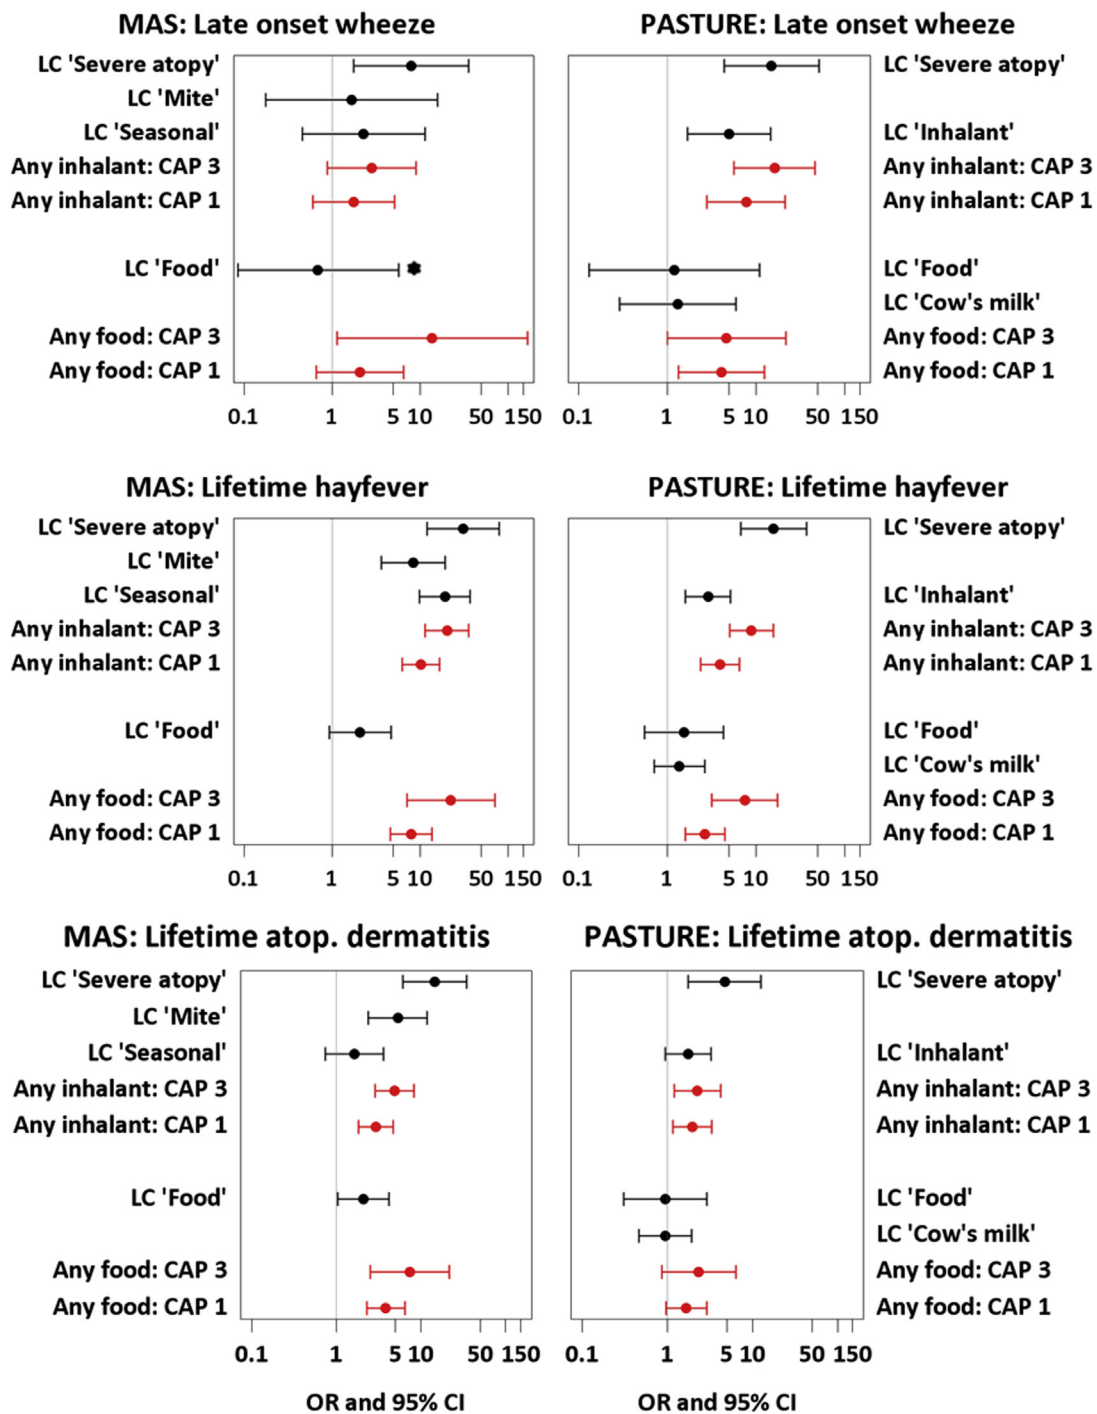 MAS: Late onset wheeze
LC 'Severe atopy'
LC 'Mite'
LC 'Seasonal'
Any inhalant: CAP 3
Any inhalant: CAP 1
LC 'Food'
Any food: CAP 3
Any food: CAP 1
0.1 1 5 10 50 150
PASTURE: Late onset wheeze
LC 'Severe atopy'
LC 'Inhalant'
Any inhalant: CAP 3
Any inhalant: CAP 1
LC 'Food'
LC 'Cow's milk'
Any food: CAP 3
Any food: CAP 1
0.1 1 5 10 50 150
MAS: Lifetime hayfever
LC 'Severe atopy'
LC 'Mite'
LC 'Seasonal'
Any inhalant: CAP 3
Any inhalant: CAP 1
LC 'Food'
Any food: CAP 3
Any food: CAP 1
0.1 1 5 10 50 150
PASTURE: Lifetime hayfever
LC 'Severe atopy'
LC 'Inhalant'
Any inhalant: CAP 3
Any inhalant: CAP 1
LC 'Food'
LC 'Cow's milk'
Any food: CAP 3
Any food: CAP 1
0.1 1 5 10 50 150
MAS: Lifetime atop. dermatitis
LC 'Severe atopy'
LC 'Mite'
LC 'Seasonal'
Any inhalant: CAP 3
Any inhalant: CAP 1
LC 'Food'
Any food: CAP 3
Any food: CAP 1
0.1 1 5 10 50 150
OR and 95% CI
PASTURE: Lifetime atop. dermatitis
LC 'Severe atopy'
LC 'Inhalant'
Any inhalant: CAP 3
Any inhalant: CAP 1
LC 'Food'
LC 'Cow's milk'
Any food: CAP 3
Any food: CAP 1
0.1 1 5 10 50 150
OR and 95% CI